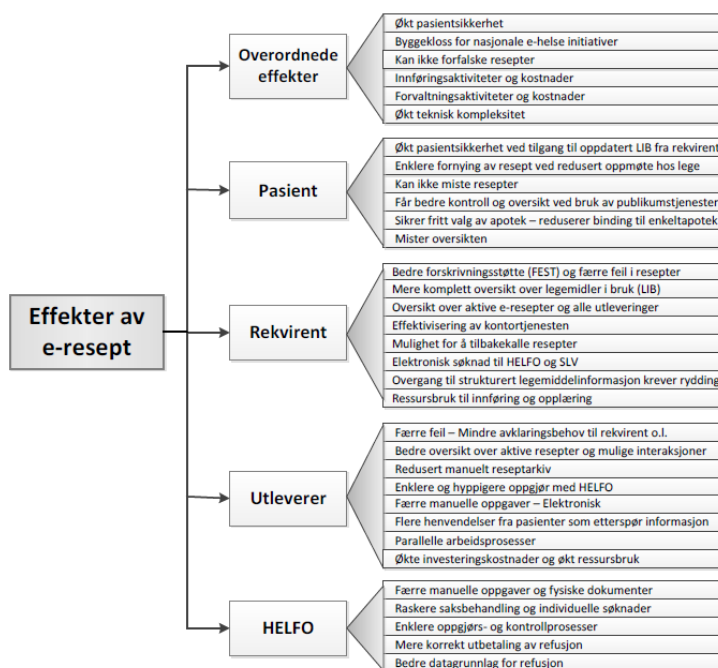 Effekter av
e-resept
Overordnede
effekter
Økt pasientsikkerhet
Byggekloss for nasjonale e-helse initiativer
Kan ikke forfalske resepter
Innføringsaktiviteter og kostnader
Forvaltningsaktiviteter og kostnader
Økt teknisk kompleksitet
Pasient
Økt pasientsikkerhet ved tilgang til oppdatert LIB fra rekvirent
Enklere fornying av resept ved redusert oppmøte hos lege
Kan ikke miste resepter
Får bedre kontroll og oversikt ved bruk av publikumstjenester
Sikrer fritt valg av apotek – reduserer binding til enkeltapotek
Mister oversikten
Rekvirent
Bedre forskrivningsstøtte (FEST) og færre feil i resepter
Mere komplett oversikt over legemidler i bruk (LIB)
Oversikt over aktive e-resepter og alle utleveringer
Effektivisering av kontortjenesten
Mulighet for å tilbakekalle resepter
Elektronisk søknad til HELFO og SLV
Overgang til strukturert legemiddelinformasjon krever rydding
Ressursbruk til innføring og opplæring
Utleverer
Færre feil – Mindre avklaringsbehov til rekvirent o.l.
Bedre oversikt over aktive resepter og mulige interaksjoner
Redusert manuelt reseptarkiv
Enklere og hyppigere oppgjør med HELFO
Færre manuelle oppgaver – Elektronisk
Flere henvendelser fra pasienter som etterspør informasjon
Parallelle arbeidsprosesser
Økte investeringskostnader og økt ressursbruk
HELFO
Færre manuelle oppgaver og fysiske dokumenter
Raskere saksbehandling og individuelle søknader
Enklere oppgjørs- og kontrollprosesser
Mere korrekt utbetaling av refusjon
Bedre datagrunnlag for refusjon